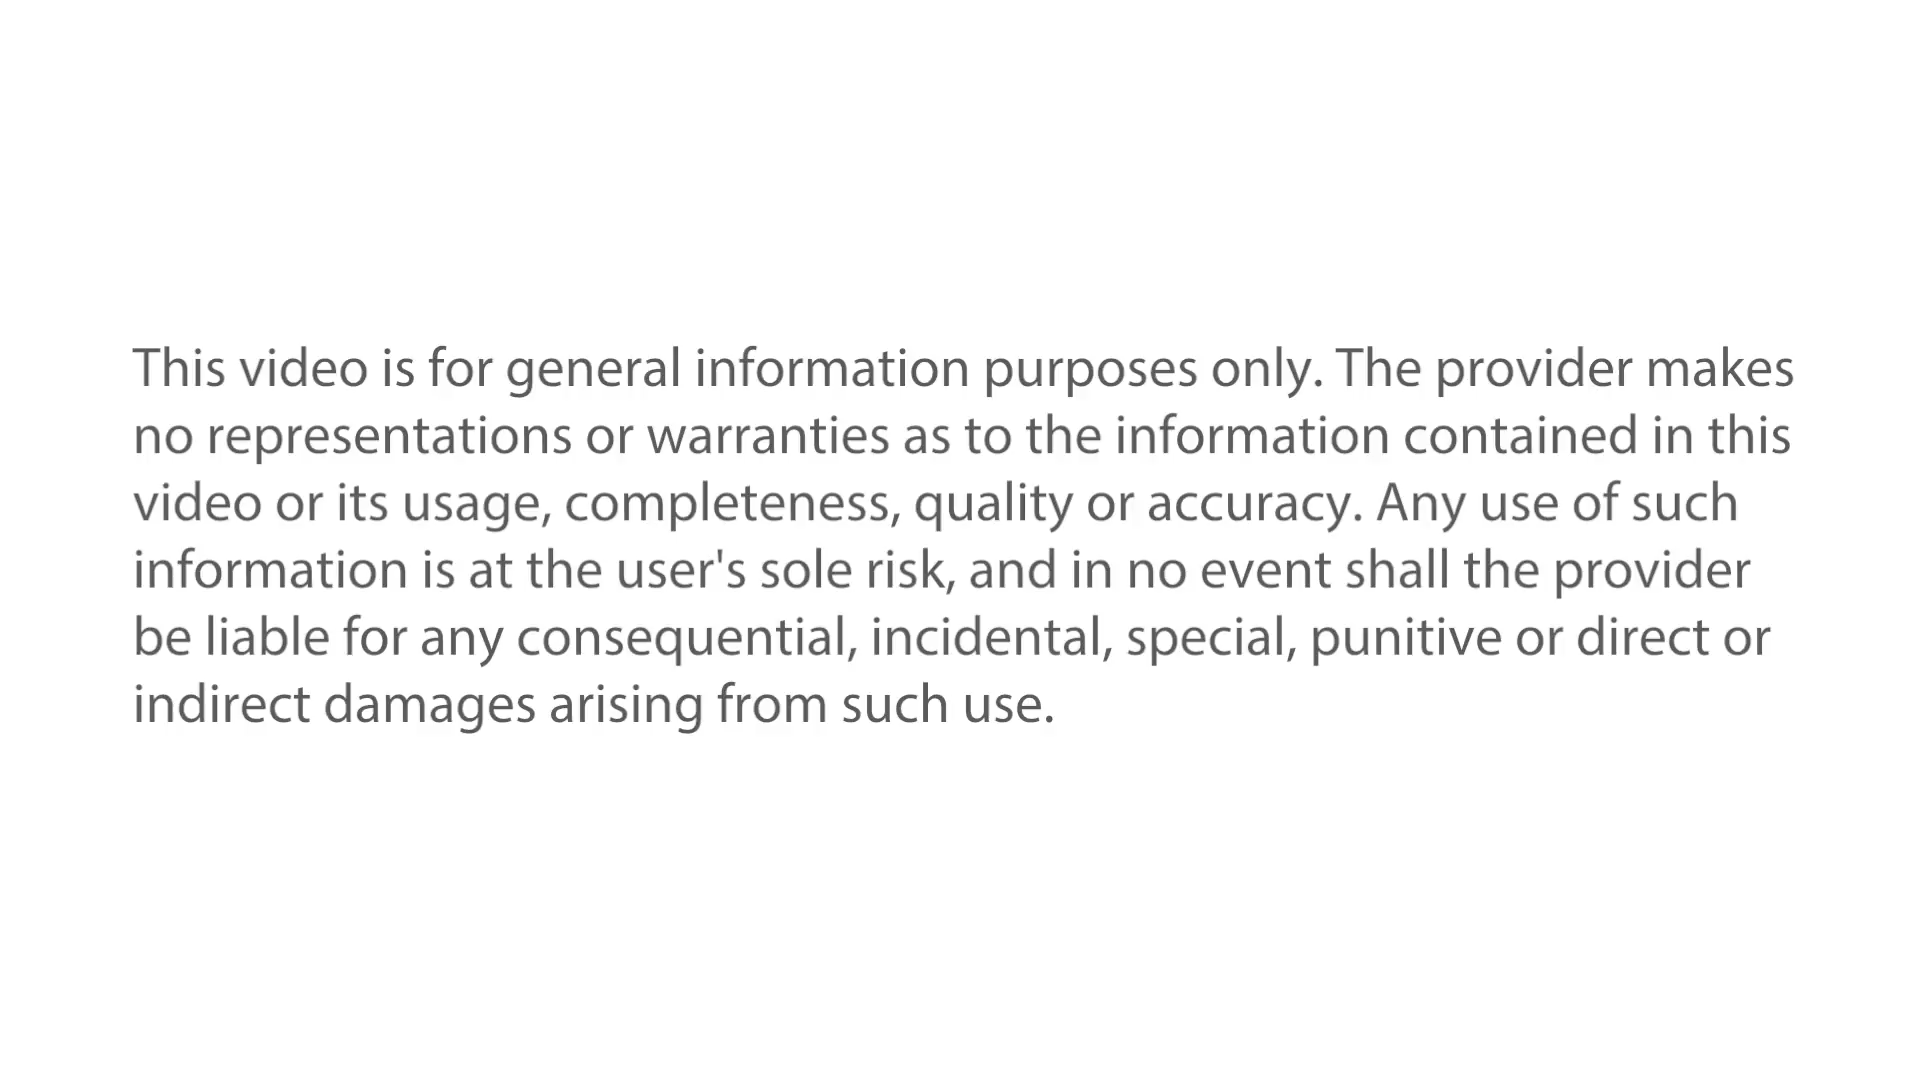 This video is for general information purposes only. The provider makes
no representations or warranties as to the information contained in this
video or its usage, completeness, quality or accuracy. Any use of such
information is at the user's sole risk, and in no event shall the provider
be liable for any consequential, incidental, special, punitive or direct or
indirect damages arising from such use.